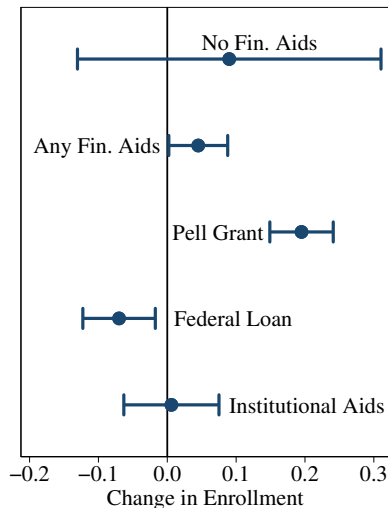 No Fin. Aids
Any Fin. Aids
Pell Grant
Federal Loan
Institutional Aids
−0.2 −0.1 0.0 0.1 0.2 0.3
Change in Enrollment